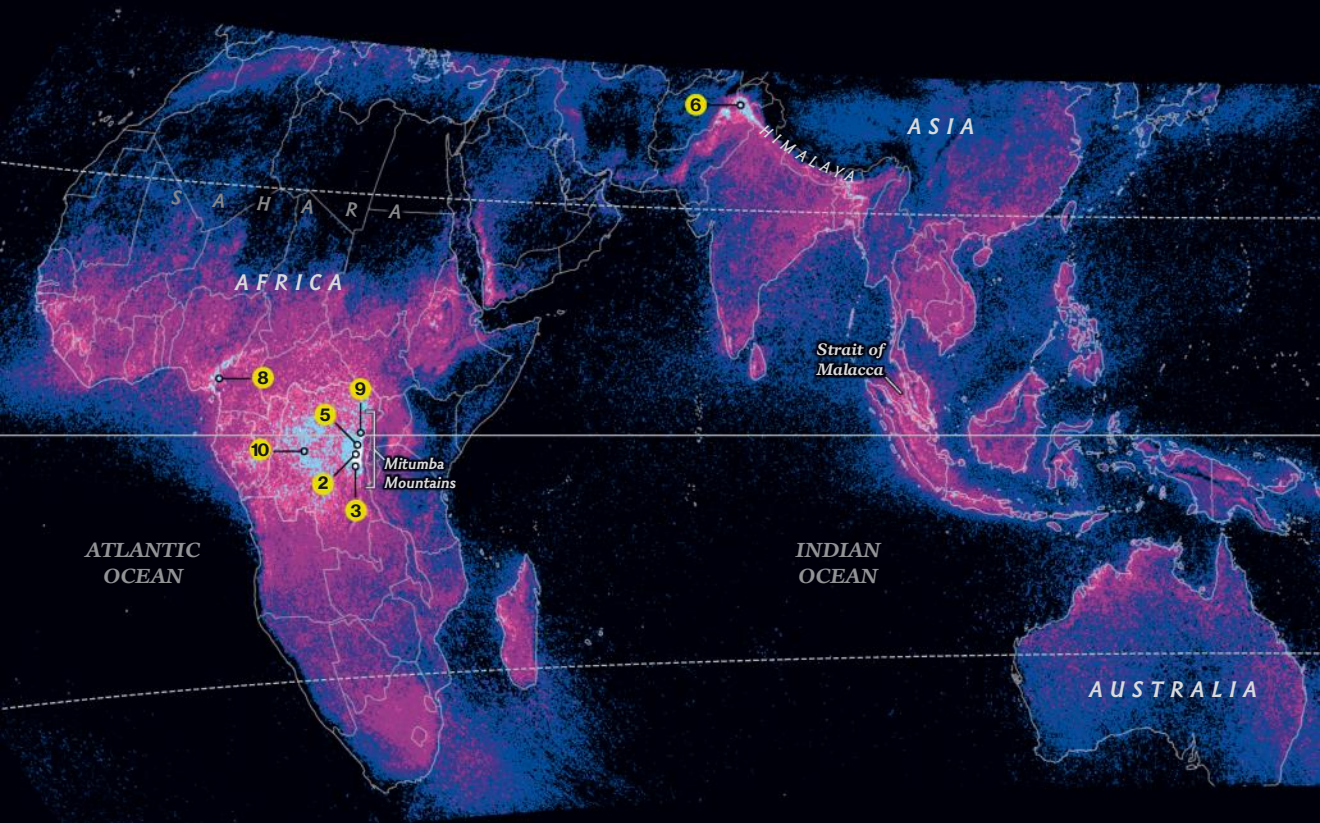 6
ASIA
HIMALAYA
SAHARA
AFRICA
Strait of
Malacca
8
9
5
10
Mitumba
Mountains
2
3
ATLANTIC
OCEAN
INDIAN
OCEAN
AUSTRALIA